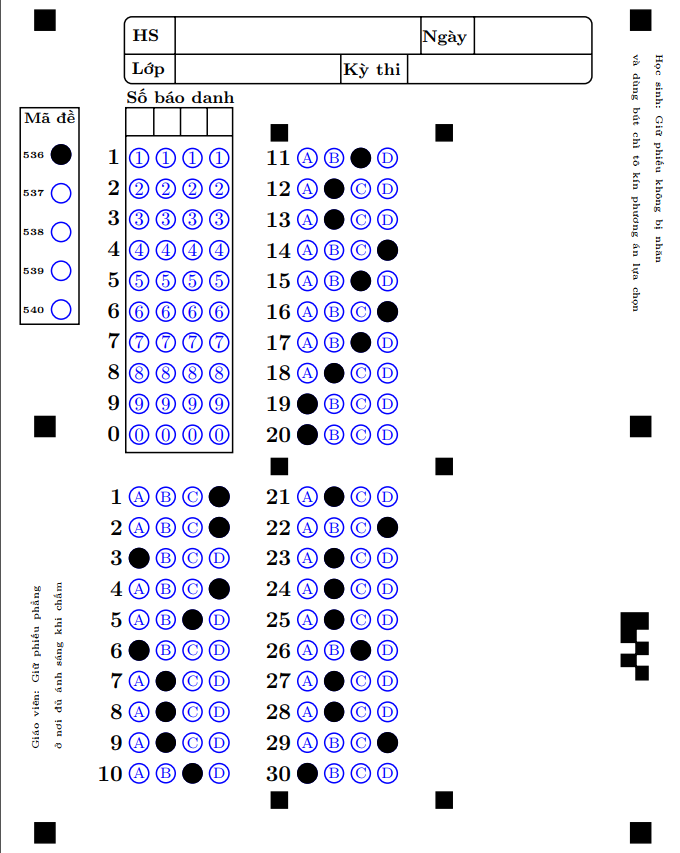 HS
Ngày
Lớp
Kỳ thi
Số báo danh
Mã đề
536
537 ○
538 ○
539 ○
540 ○
1 1 1 1 1
2 2 2 2 2
3 3 3 3 3
4 4 4 4 4
5 5 5 5 5
6 6 6 6 6
7 7 7 7 7
8 8 8 8 8
9 9 9 9 9
0 0 0 0 0
11 A B D
12 A C D
13 A C D
14 A B C
15 A B D
16 A B C
17 A B D
18 A C D
19 B C D
20 B C D
1 A B C
2 A B C
3 B C D
4 A B C
5 A B D
6 B C D
7 A C D
8 A C D
9 A C D
10 A B D
21 A C D
22 A B C
23 A C D
24 A C D
25 A C D
26 A B D
27 A C D
28 A C D
29 A B C
30 B C D
Học sinh: Giữ phiếu không bị nhăn
và dùng bút chì tô kín phương án lựa chọn
Giáo viên: Giữ phiếu phẳng
ở nơi đủ ánh sáng khi chấm